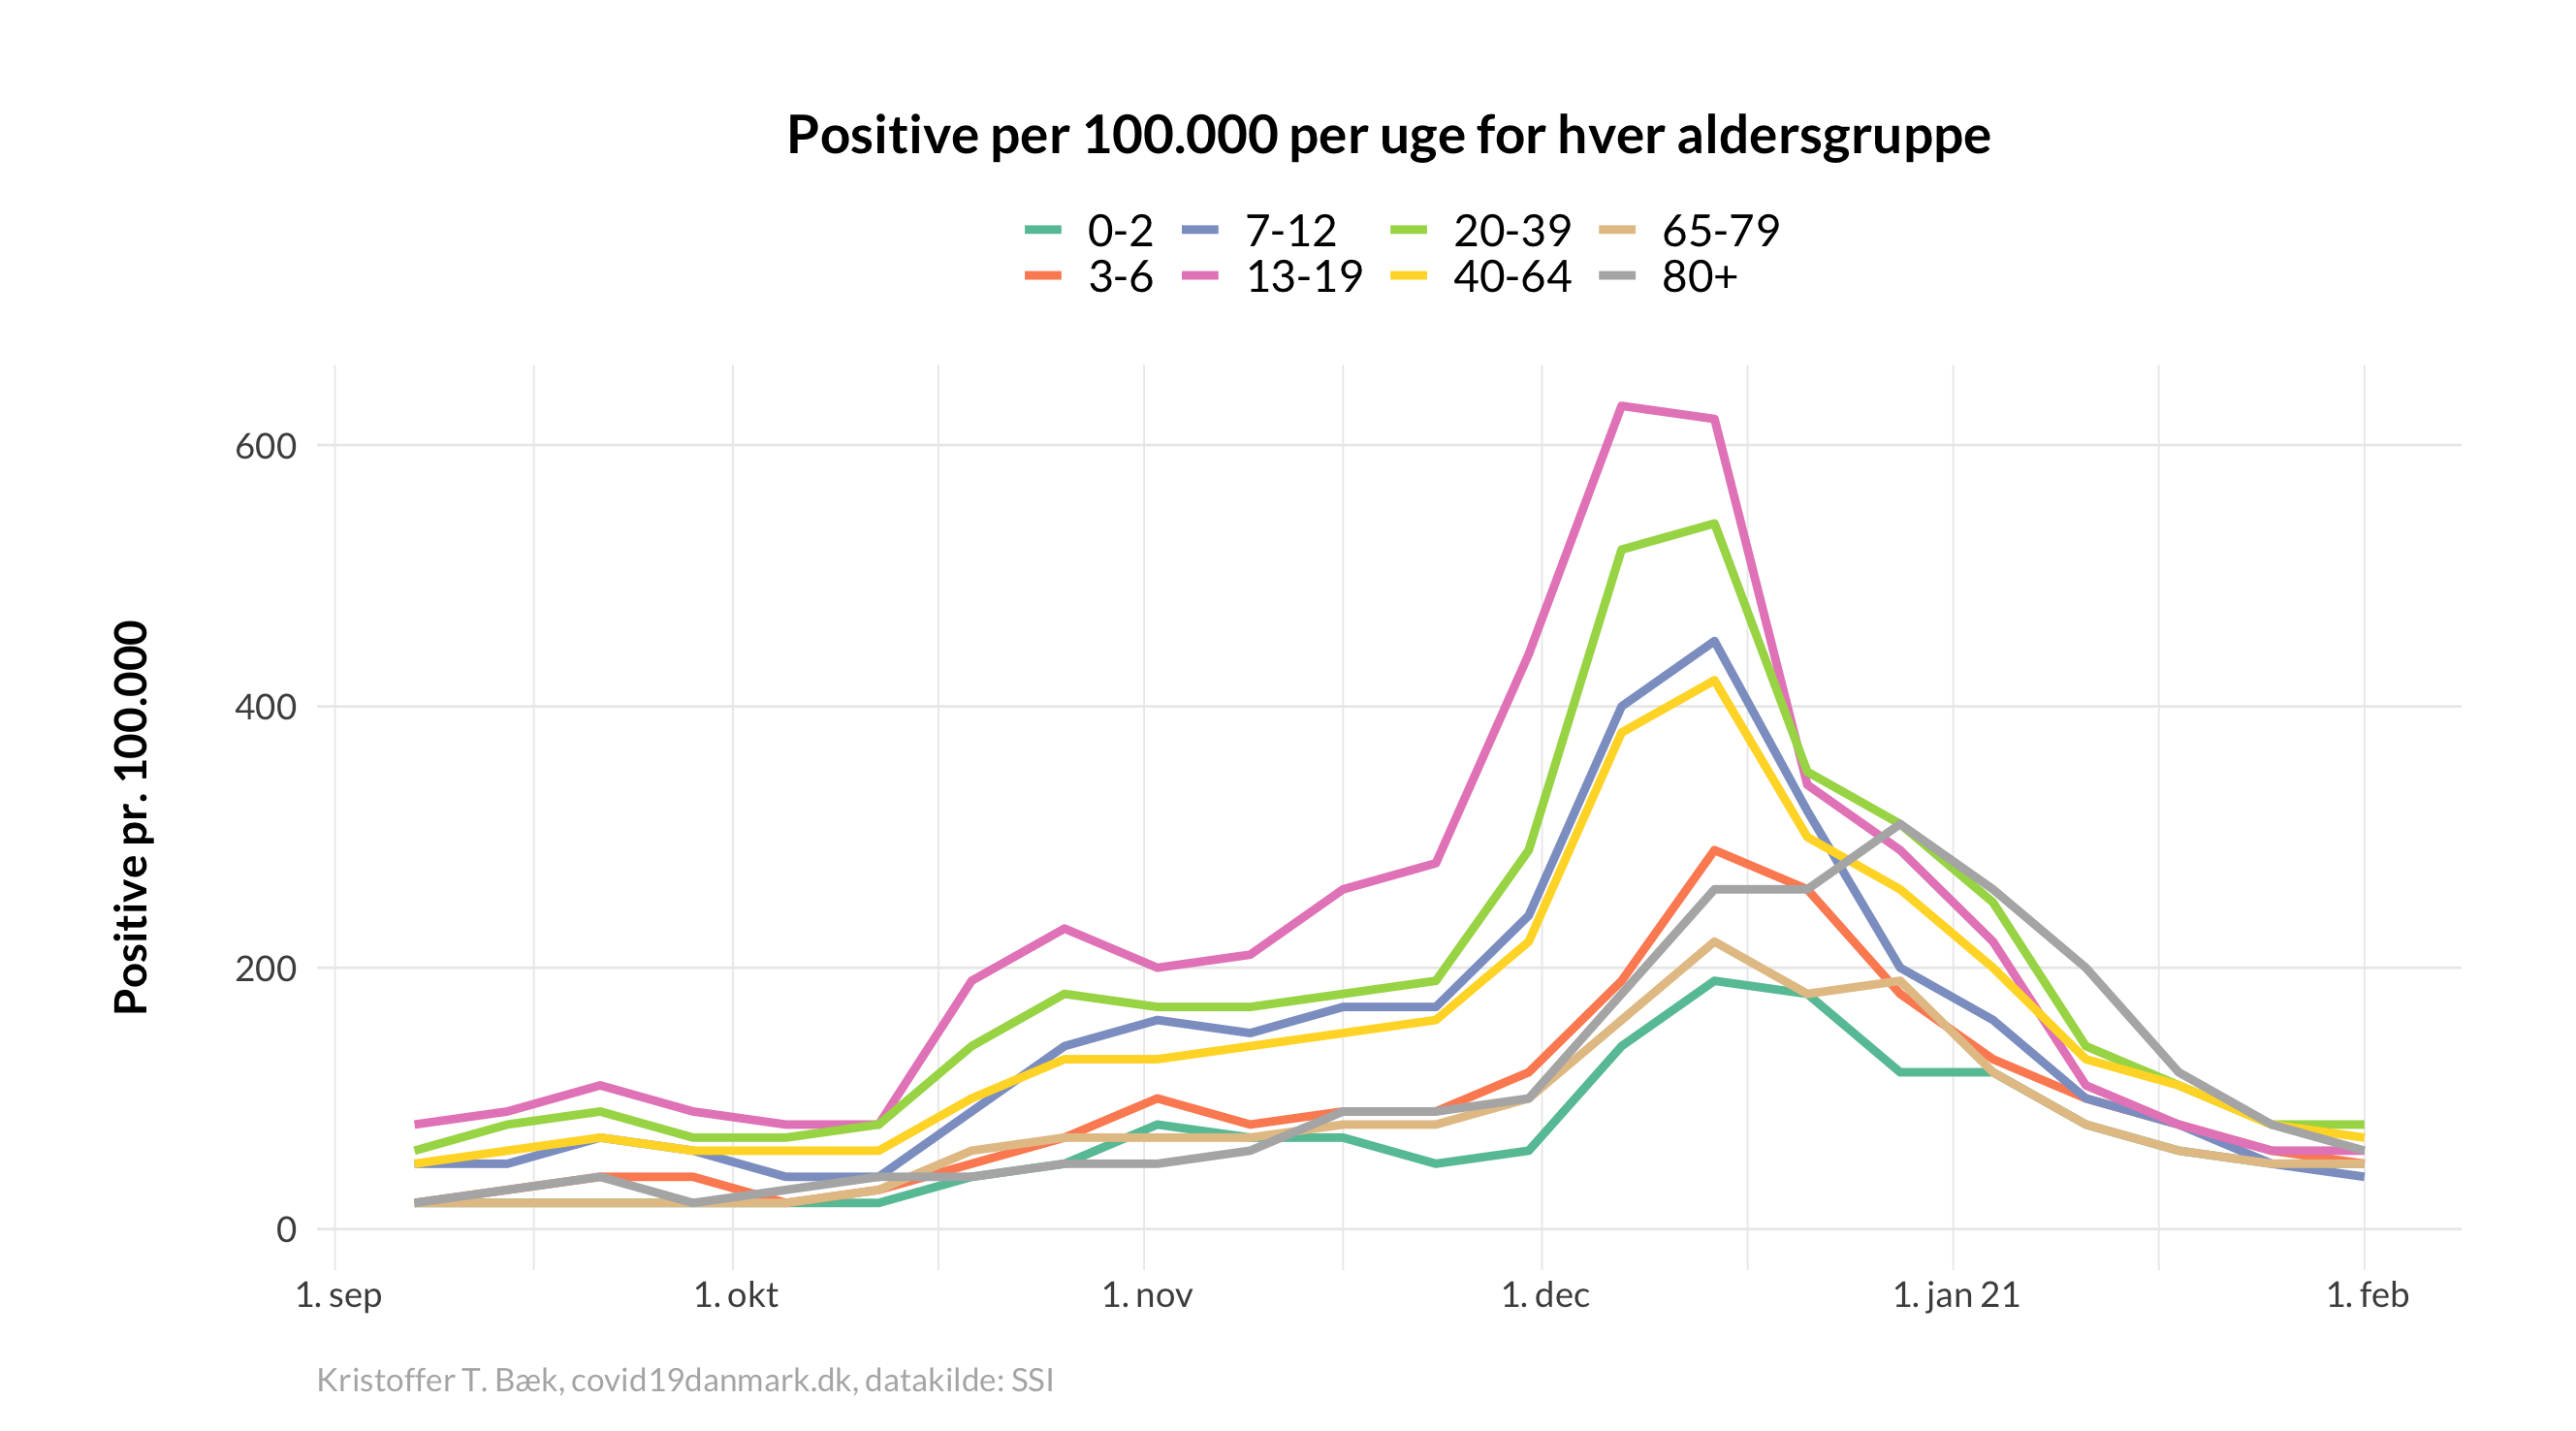 Positive per 100.000 per uge for hver aldersgruppe
0-2 7-12 20-39 65-79
3-6 13-19 40-64 80+
Positive pr. 100.000
600
400
200
0
1. sep 1. okt 1. nov 1. dec 1. jan 21 1. feb
Kristoffer T. Bæk, covid19danmark.dk, datakilde: SSI